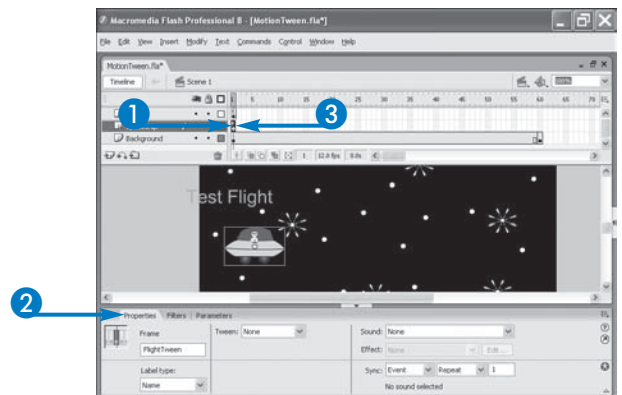 Macromedia Flash Professional 8 - [MotionTween.fla*]
File Edit View Insert Modify Text Commands Control Window Help
MotionTween.fla*
Timeline Scene 1
1 5 10 15 20 25 30 35 40 45 50 55 60 65 70
1 3
Background
1 12.0 fps 0.0s
Test Flight
2
Properties Filters Parameters
Frame Tween: None Sound: None
FlightTween Effect: None Edit...
Label type: Sync: Event Repeat 1
Name No sound selected